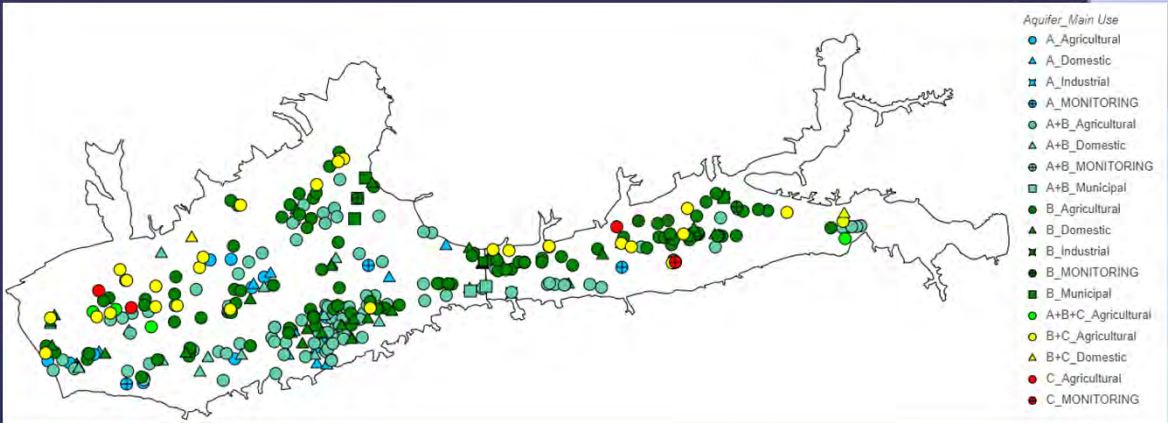 Aquifer_Main Use
A_Agricultural
A_Domestic
A_Industrial
A_MONITORING
A+B_Agricultural
A+B_Domestic
A+B_MONITORING
A+B_Municipal
B_Agricultural
B_Domestic
B_Industrial
B_MONITORING
B_Municipal
A+B+C_Agricultural
B+C_Agricultural
B+C_Domestic
C_Agricultural
C_MONITORING